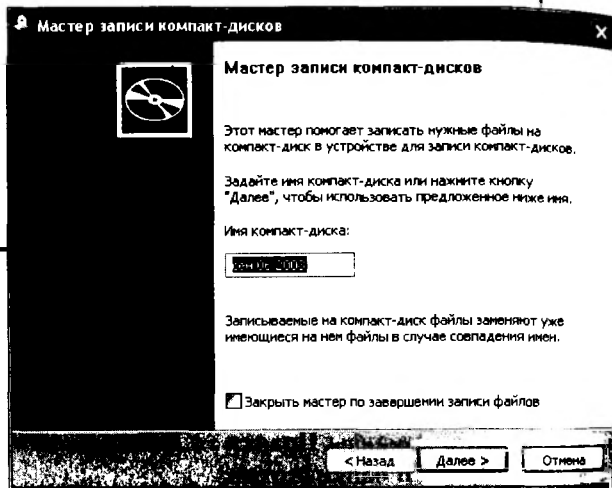 Мастер записи компакт-дисков
Мастер записи компакт-дисков
Этот мастер помогает записать нужные файлы на
компакт-диск в устройстве для записи компакт-дисков.
Задайте имя компакт-диска или нажмите кнопку
"Далее", чтобы использовать предложенное ниже имя.
Имя компакт-диска:
Записываемые на компакт-диск файлы заменяют уже
имеющиеся на нем файлы в случае совпадения имен.
Закрыть мастер по завершении записи файлов
< Назад
Далее >
Отмена